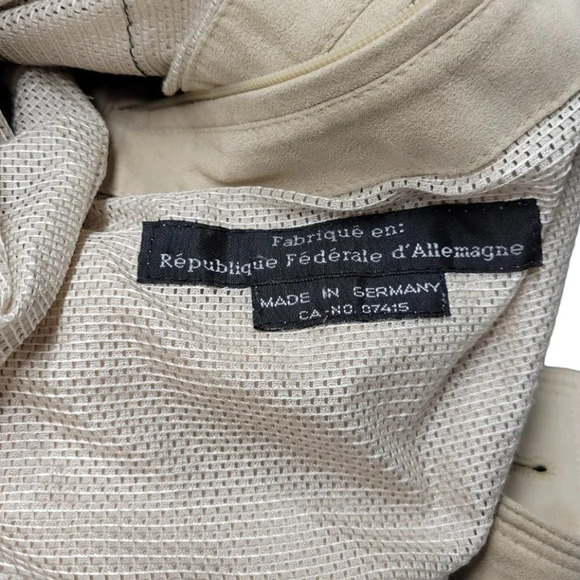 Fabriqué en:
République Fédérale d'Allemagne
MADE IN GERMANY
CA-NO. 07415